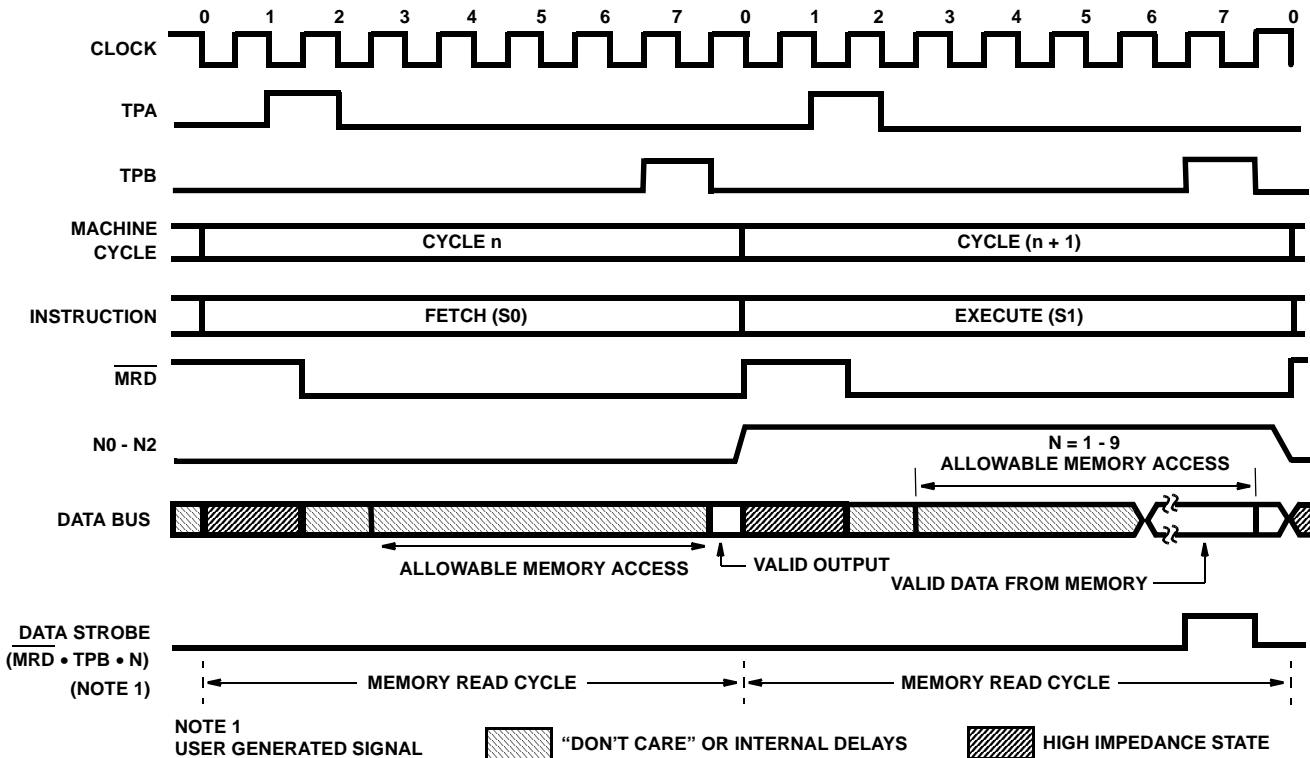 0 1 2 3 4 5 6 7 0 1 2 3 4 5 6 7 0
CLOCK
TPA
TPB
MACHINE
CYCLE
CYCLE n
CYCLE (n + 1)
INSTRUCTION
FETCH (S0)
EXECUTE (S1)
MRD
N0 - N2
N = 1 - 9
ALLOWABLE MEMORY ACCESS
DATA BUS
ALLOWABLE MEMORY ACCESS
VALID OUTPUT
VALID DATA FROM MEMORY
DATA STROBE
(MRD • TPB • N)
(NOTE 1)
MEMORY READ CYCLE
MEMORY READ CYCLE
NOTE 1
USER GENERATED SIGNAL
“DON'T CARE” OR INTERNAL DELAYS
HIGH IMPEDANCE STATE